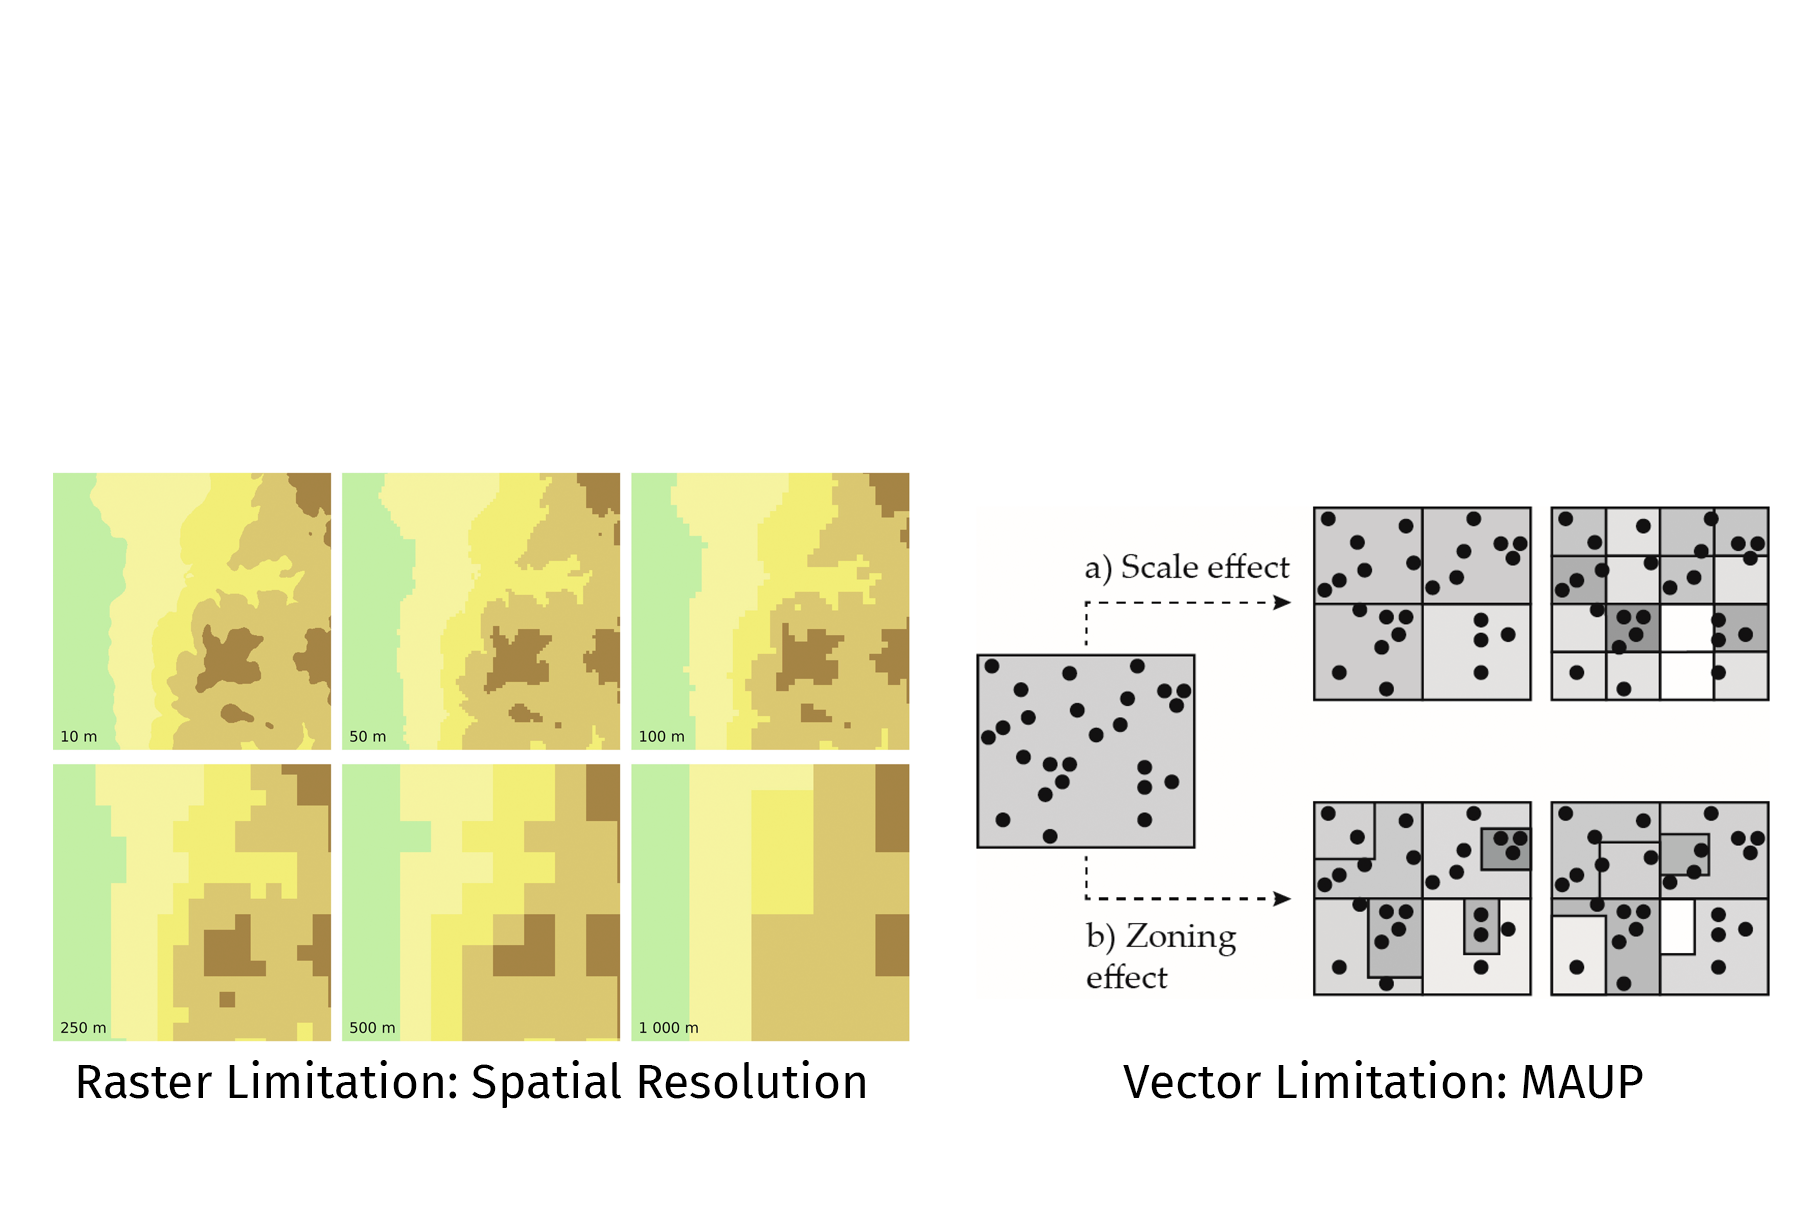 10 m
50 m
100 m
250 m
500 m
1 000 m
Raster Limitation: Spatial Resolution
a) Scale effect
b) Zoning
effect
Vector Limitation: MAUP